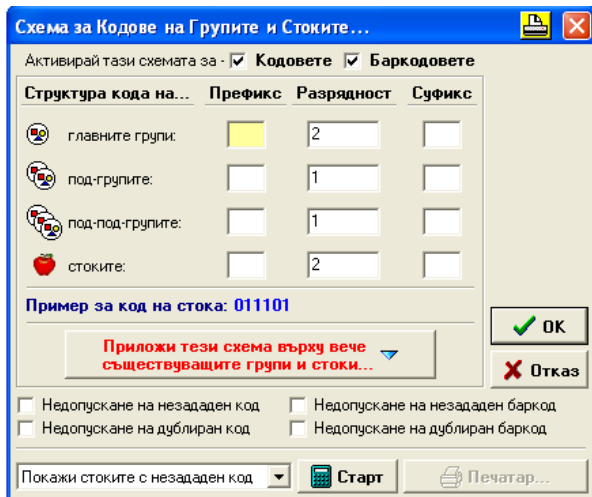 Схема за Кодове на Групите и Стоките...
Активирай тази схемата за - Кодовете Баркодовете
Структура кода на... Префикс Разрядност Суфикс
главните групи: 2
под-групите: 1
под-под-групите: 1
стоките: 2
Пример за код на стока: 011101
Приложи тези схема върху вече
съществуващите групи и стоки...
OK
Отказ
Недопускане на незададен код Недопускане на незададен баркод
Недопускане на дублиран код Недопускане на дублиран баркод
Покажи стоките с незададен код Старт Печатар...